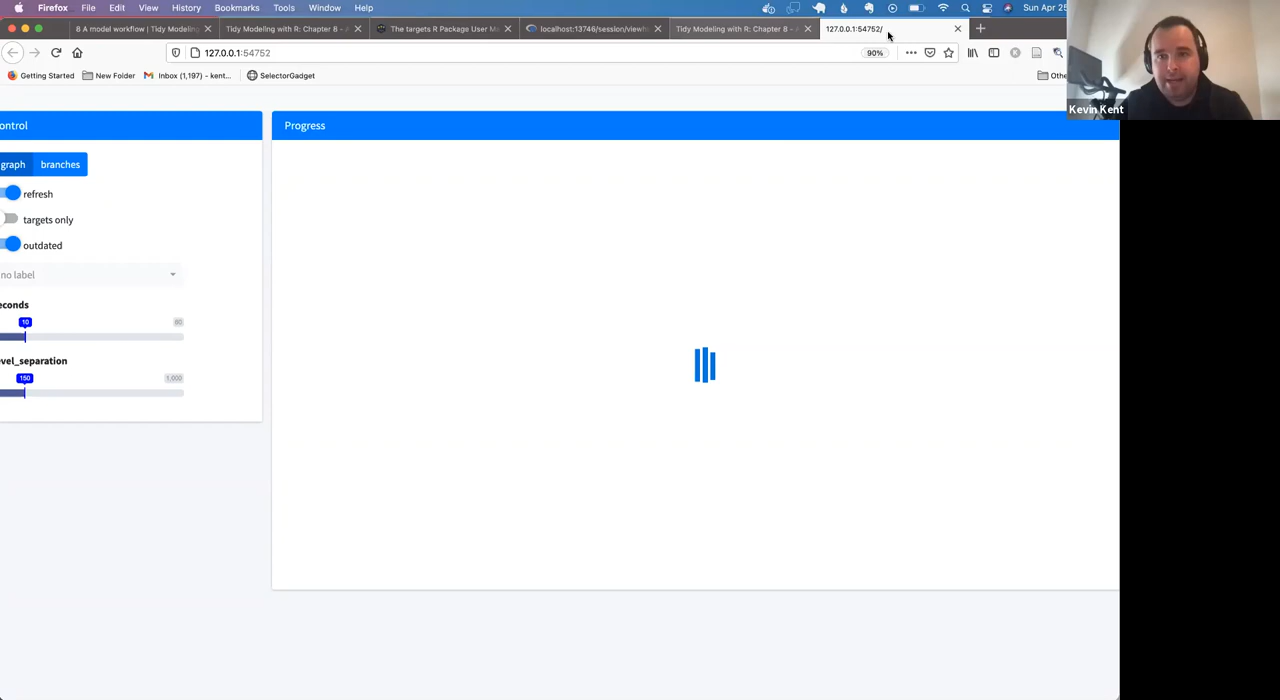 Firefox File Edit View History Bookmarks Tools Window Help Sun Apr 25
8 A model workflow | Tidy Modeling Tidy Modeling with R: Chapter 8 - The targets R Package User M localhost:13746/session/view Tidy Modeling with R: Chapter 8 - 127.0.0.1:54752/
127.0.0.1:54752 90%
Getting Started New Folder Inbox (1,197) - kent... SelectorGadget
Kevin Kent
ontrol Progress
graph branches
refresh
targets only
outdated
no label
econds
10 60
evel_separation
150 1,000